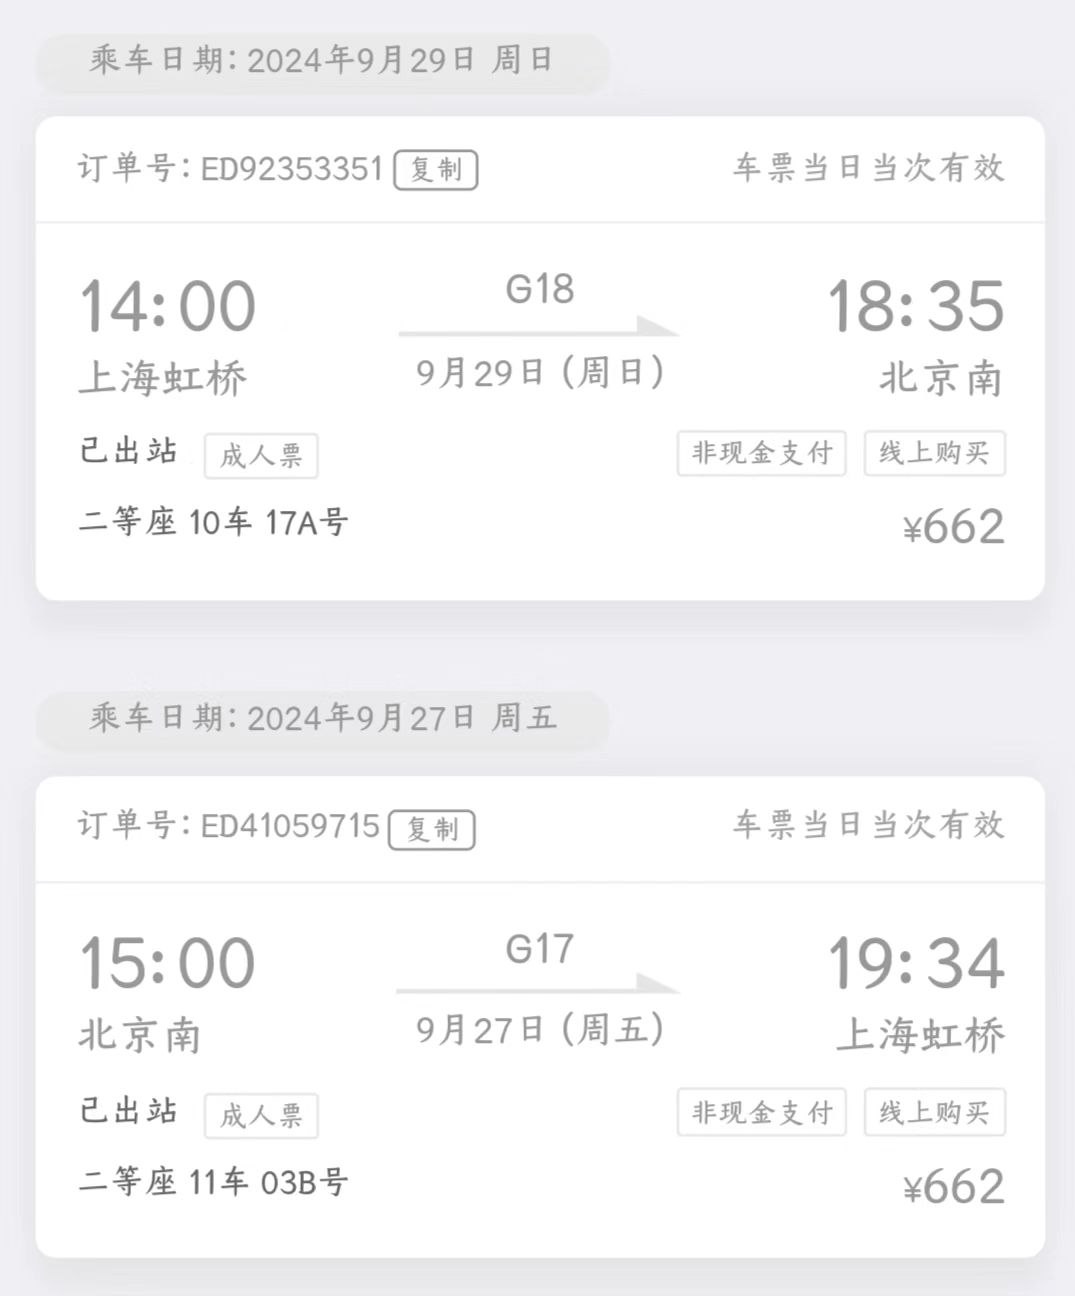 乘车日期：2024年9月29日 周日
订单号：ED92353351 复制 车票当日当次有效
14:00 G18 18:35
上海虹桥 9月29日（周日） 北京南
已出站 成人票 非现金支付 线上购买
二等座 10车 17A号 ¥662
乘车日期：2024年9月27日 周五
订单号：ED41059715 复制 车票当日当次有效
15:00 G17 19:34
北京南 9月27日（周五） 上海虹桥
已出站 成人票 非现金支付 线上购买
二等座 11车 03B号 ¥662